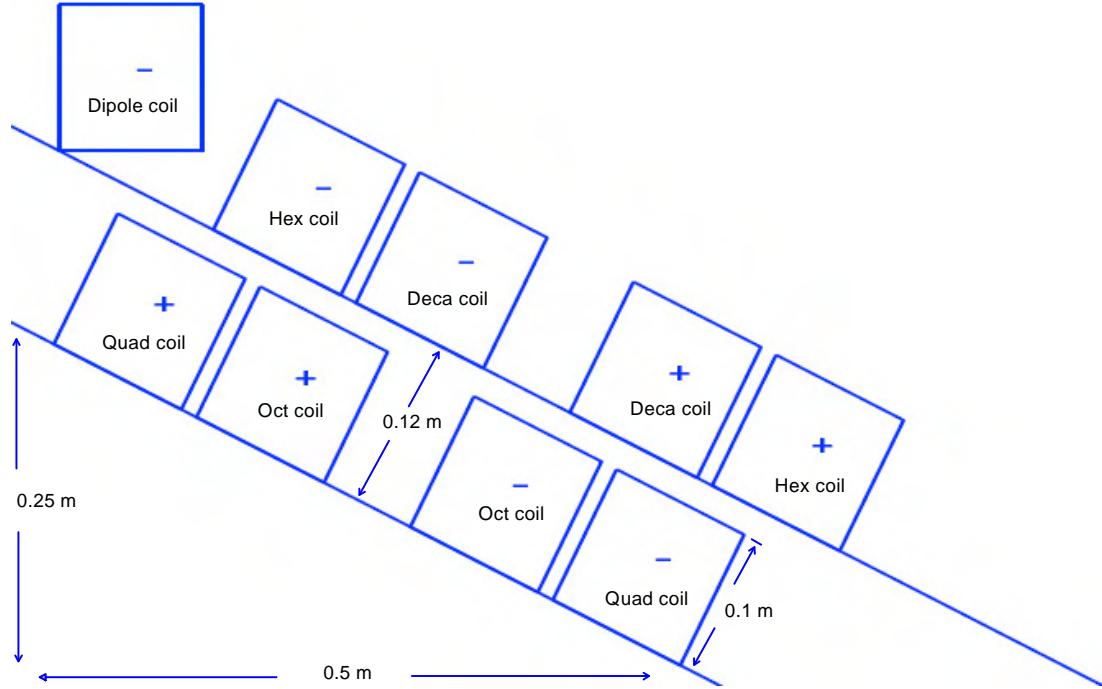 −
Dipole coil
−
Hex coil
−
Deca coil
+
Quad coil
+
Oct coil
+
Deca coil
0.12 m
+
Hex coil
−
Oct coil
0.25 m
−
Quad coil
0.1 m
0.5 m